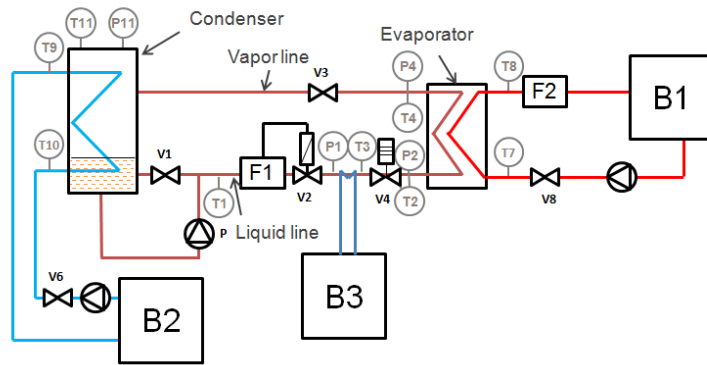 T11 P11 Condenser
T9
Evaporator
Vapor line
V3
P4
T8
F2
B1
T4
T10
V1
P1
T3
P2
T7
F1
T1
V2
V4
T2
V8
P
Liquid line
V6
B2
B3